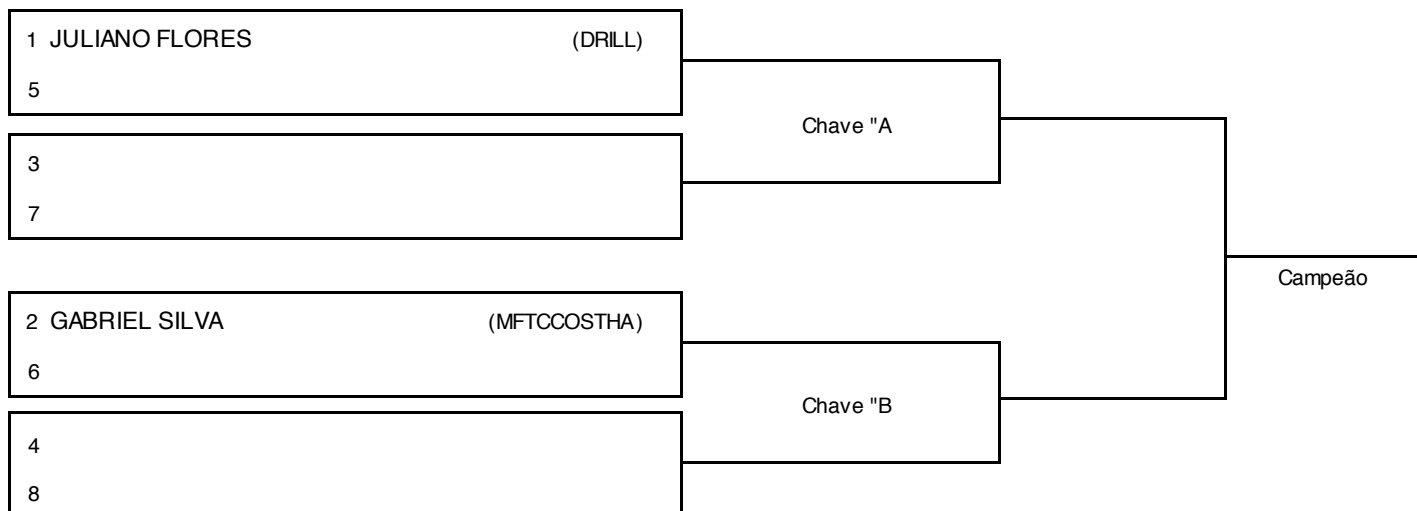 1 JULIANO FLORES (DRILL)
5
Chave "A
3
7
Campeão
2 GABRIEL SILVA (MFTCCOSTHA)
6
Chave "B
4
8